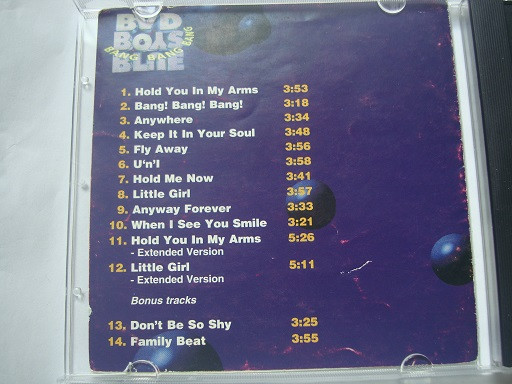 BAD
BOYS
BLUE
BANG BANG BANG
1. Hold You In My Arms 3:53
2. Bang! Bang! Bang! 3:18
3. Anywhere 3:34
4. Keep It In Your Soul 3:48
5. Fly Away 3:56
6. U'n'I 3:58
7. Hold Me Now 3:41
8. Little Girl 3:57
9. Anyway Forever 3:33
10. When I See You Smile 3:21
11. Hold You In My Arms 5:26
- Extended Version
12. Little Girl 5:11
- Extended Version
Bonus tracks
13. Don't Be So Shy 3:25
14. Family Beat 3:55